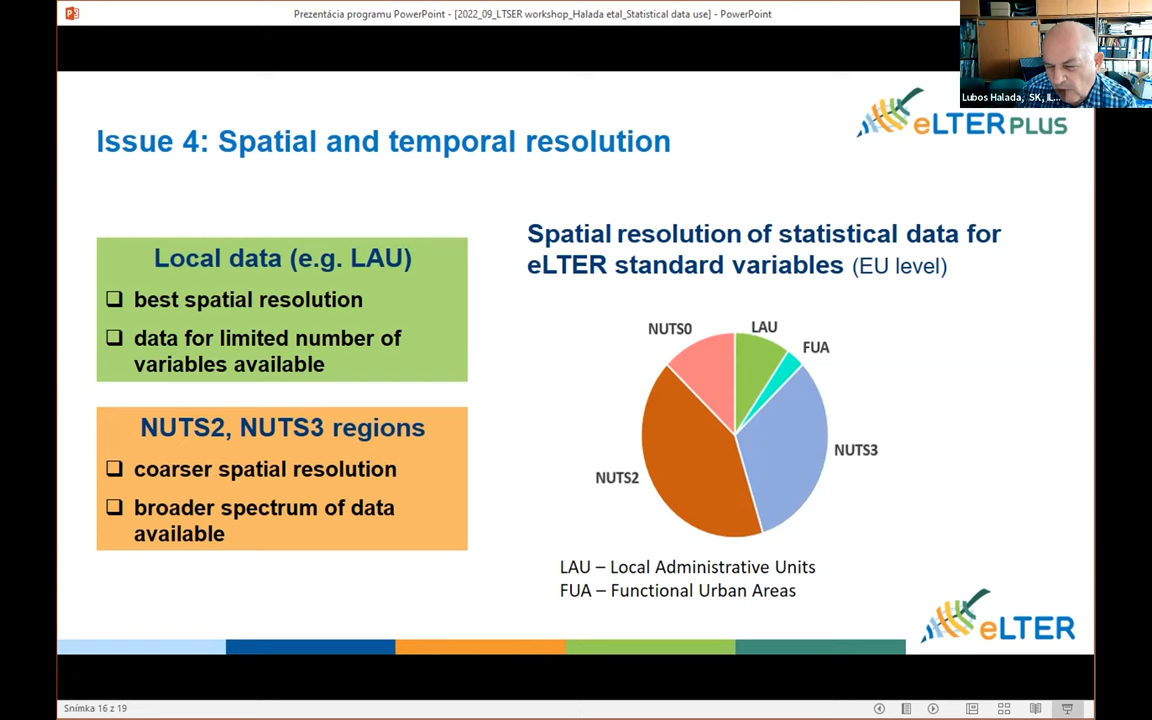 Prezentácia programu PowerPoint - [2022_09_LTSER workshop_Halada etal_Statistical data use] - PowerPoint
Lubos Halada, SK, IL...
eLTER PLUS
Issue 4: Spatial and temporal resolution
Local data (e.g. LAU)
best spatial resolution
data for limited number of
variables available
NUTS2, NUTS3 regions
coarser spatial resolution
broader spectrum of data
available
Spatial resolution of statistical data for
eLTER standard variables (EU level)
NUTS0
LAU
FUA
NUTS3
NUTS2
LAU – Local Administrative Units
FUA – Functional Urban Areas
eLTER
Snímka 16 z 19